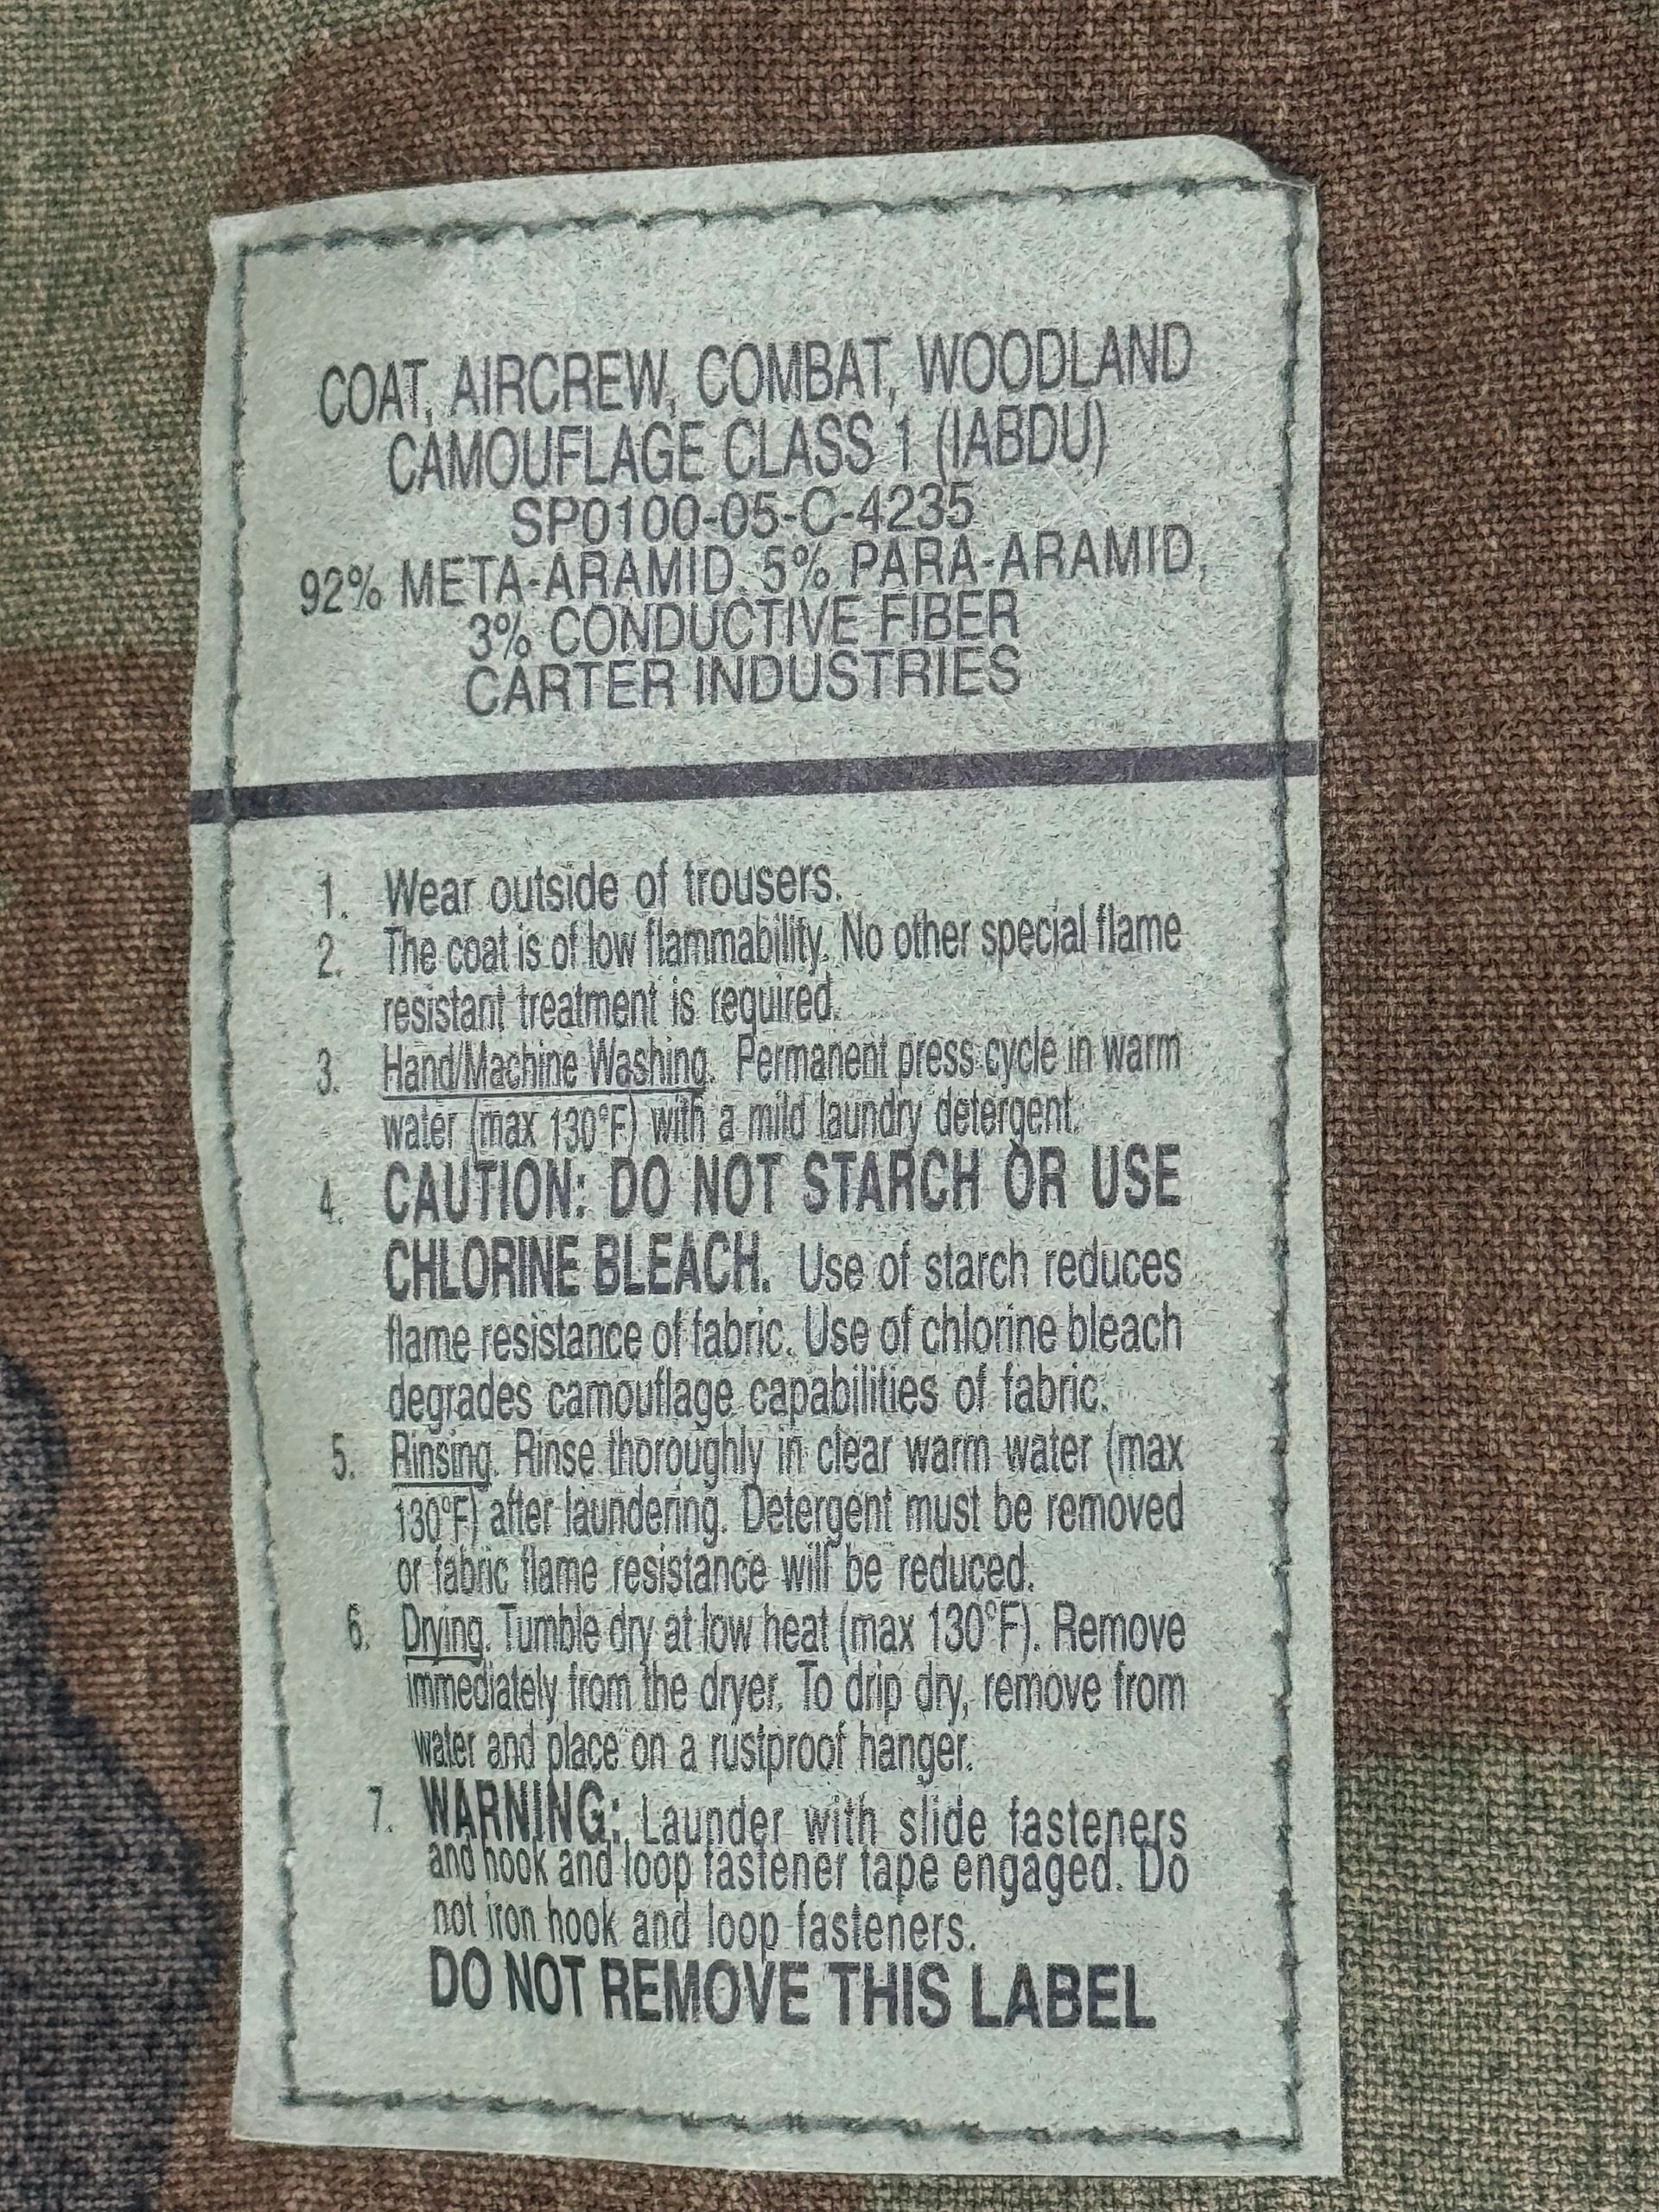 COAT, AIRCREW, COMBAT, WOODLAND
CAMOUFLAGE CLASS 1 (IABDU)
SP0100-05-C-4235
92% META-ARAMID, 5% PARA-ARAMID,
3% CONDUCTIVE FIBER
CARTER INDUSTRIES
1. Wear outside of trousers.
2. The coat is of low flammability. No other special flame
resistant treatment is required.
3. Hand/Machine Washing. Permanent press cycle in warm
water (max 130°F) with a mild laundry detergent.
4. CAUTION: DO NOT STARCH OR USE
CHLORINE BLEACH. Use of starch reduces
flame resistance of fabric. Use of chlorine bleach
degrades camouflage capabilities of fabric.
5. Rinsing. Rinse thoroughly in clear warm water (max
130°F) after laundering. Detergent must be removed
or fabric flame resistance will be reduced.
6. Drying. Tumble dry at low heat (max 130°F). Remove
immediately from the dryer. To drip dry, remove from
water and place on a rustproof hanger.
7. WARNING: Launder with slide fasteners
and hook and loop fastener tape engaged. Do
not iron hook and loop fasteners.
DO NOT REMOVE THIS LABEL